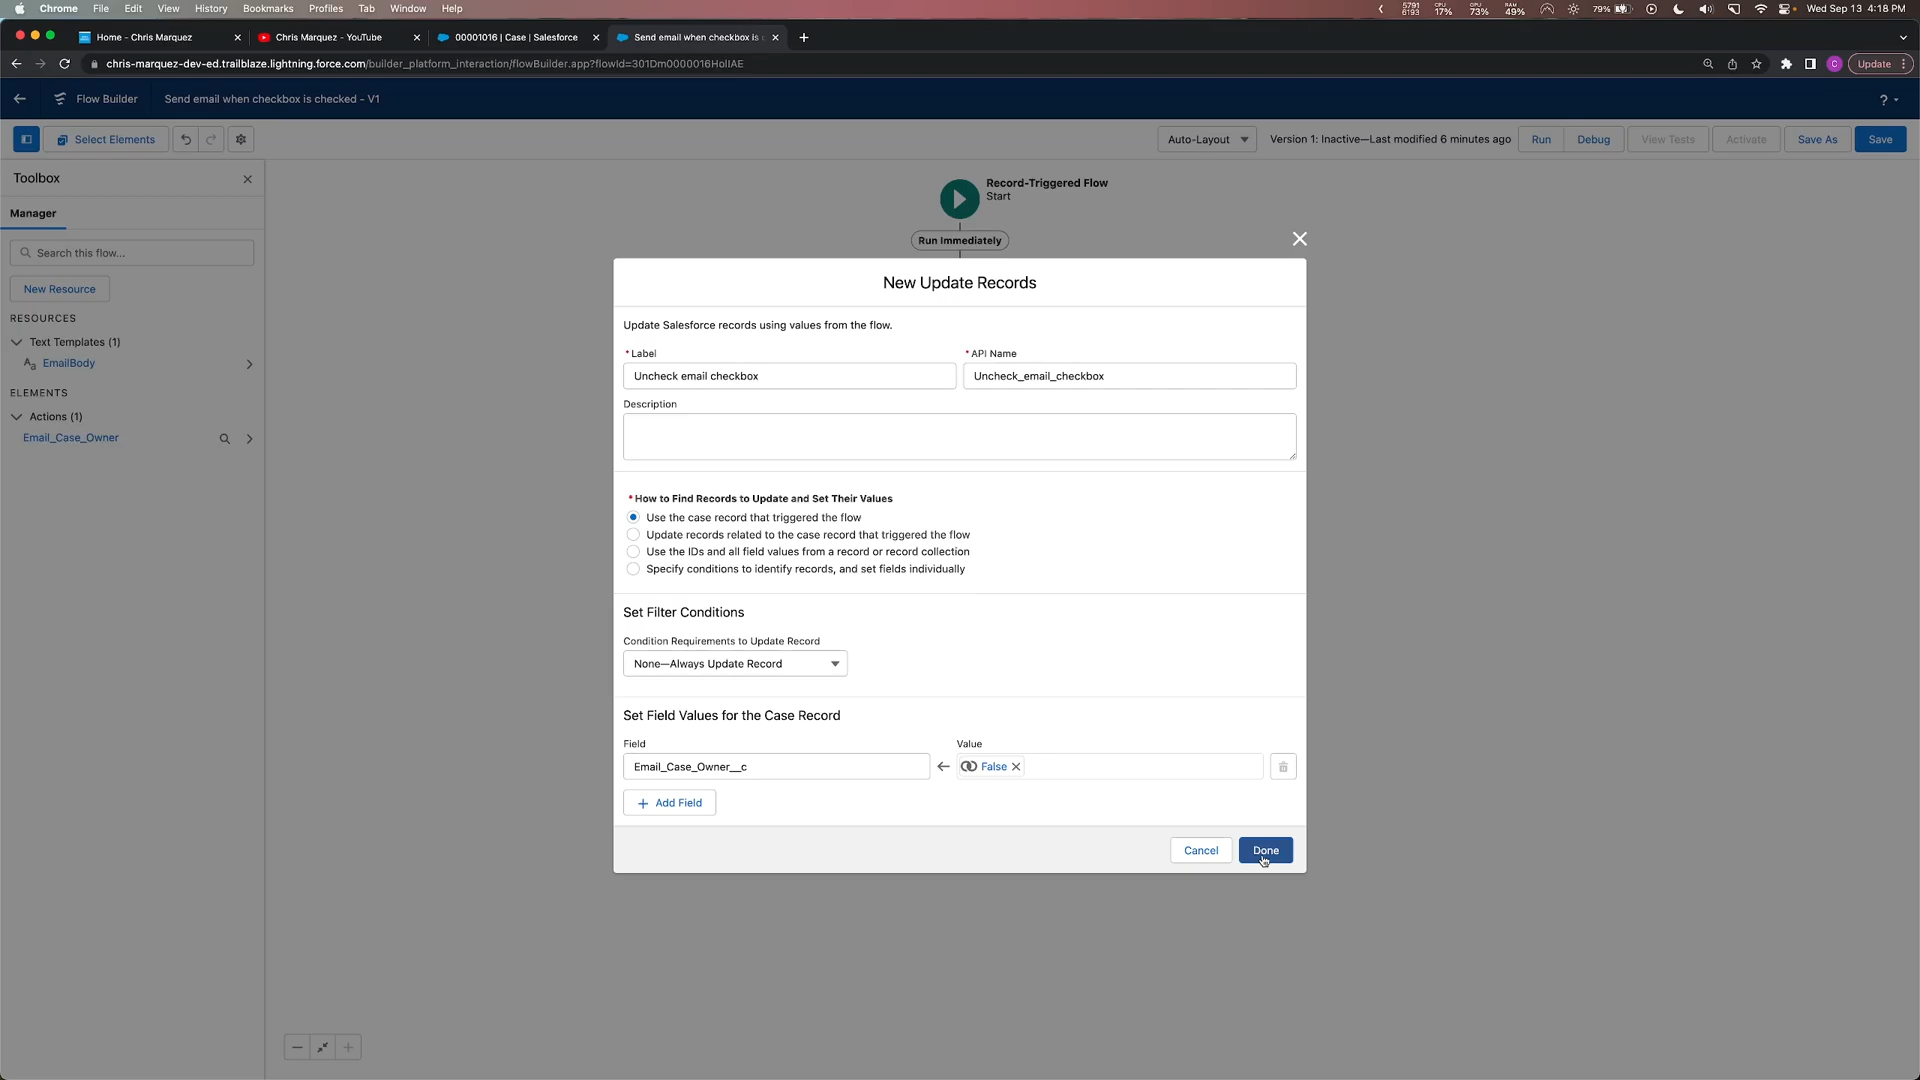 Chrome File Edit View History Bookmarks Profiles Tab Window Help
5791 6193 CPU 17% GPU 73% RAM 49% 79% Wed Sep 13 4:18 PM
Home - Chris Marquez
Chris Marquez - YouTube
00001016 | Case | Salesforce
Send email when checkbox is
chris-marquez-dev-ed.trailblaze.lightning.force.com/builder_platform_interaction/flowBuilder.app?flowId=301Dm0000016HolIAE
C
Update
Flow Builder
Send email when checkbox is checked - V1
?
Select Elements
Auto-Layout
Version 1: Inactive—Last modified 6 minutes ago
Run
Debug
View Tests
Activate
Save As
Save
Toolbox
Manager
Search this flow...
New Resource
RESOURCES
Text Templates (1)
EmailBody
ELEMENTS
Actions (1)
Email_Case_Owner
Record-Triggered Flow
Start
Run Immediately
New Update Records
Update Salesforce records using values from the flow.
* Label
Uncheck email checkbox
* API Name
Uncheck_email_checkbox
Description
* How to Find Records to Update and Set Their Values
Use the case record that triggered the flow
Update records related to the case record that triggered the flow
Use the IDs and all field values from a record or record collection
Specify conditions to identify records, and set fields individually
Set Filter Conditions
Condition Requirements to Update Record
None—Always Update Record
Set Field Values for the Case Record
Field
Email_Case_Owner__c
Value
False
Add Field
Cancel
Done